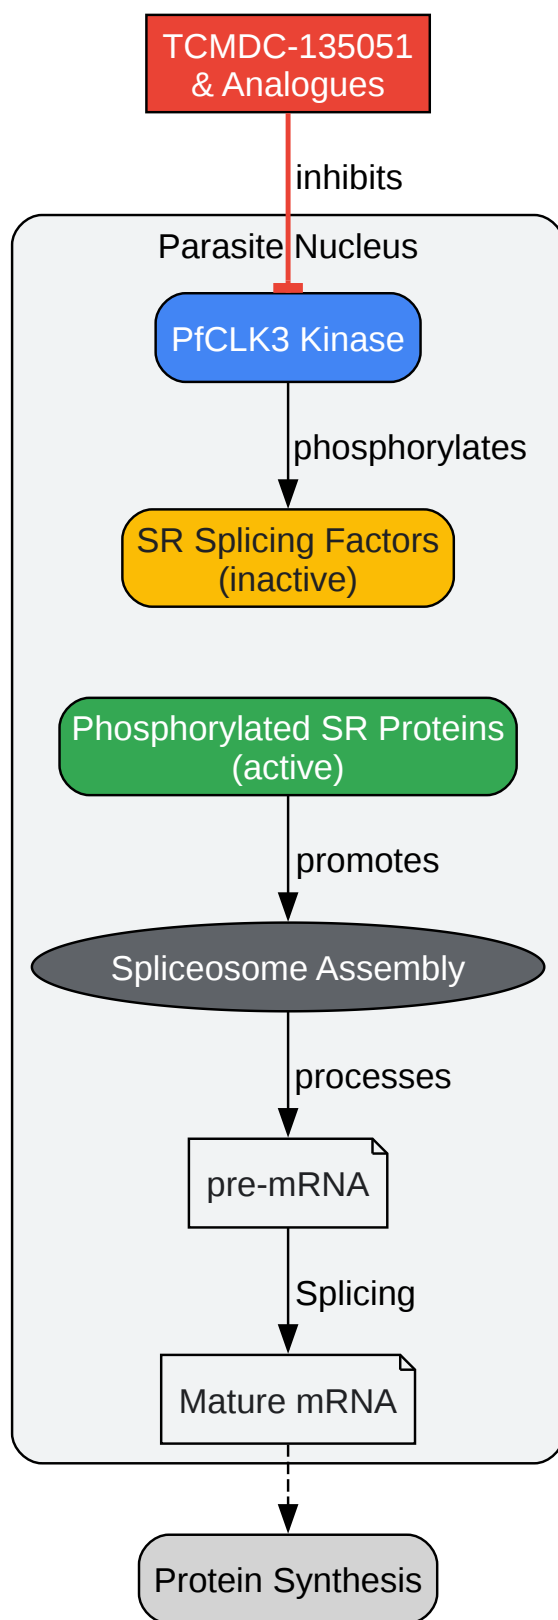 TCMDC-135051
& Analogues
inhibits
Parasite Nucleus
PfCLK3 Kinase
phosphorylates
SR Splicing Factors
(inactive)
Phosphorylated SR Proteins
(active)
promotes
Spliceosome Assembly
processes
pre-mRNA
Splicing
Mature mRNA
Protein Synthesis